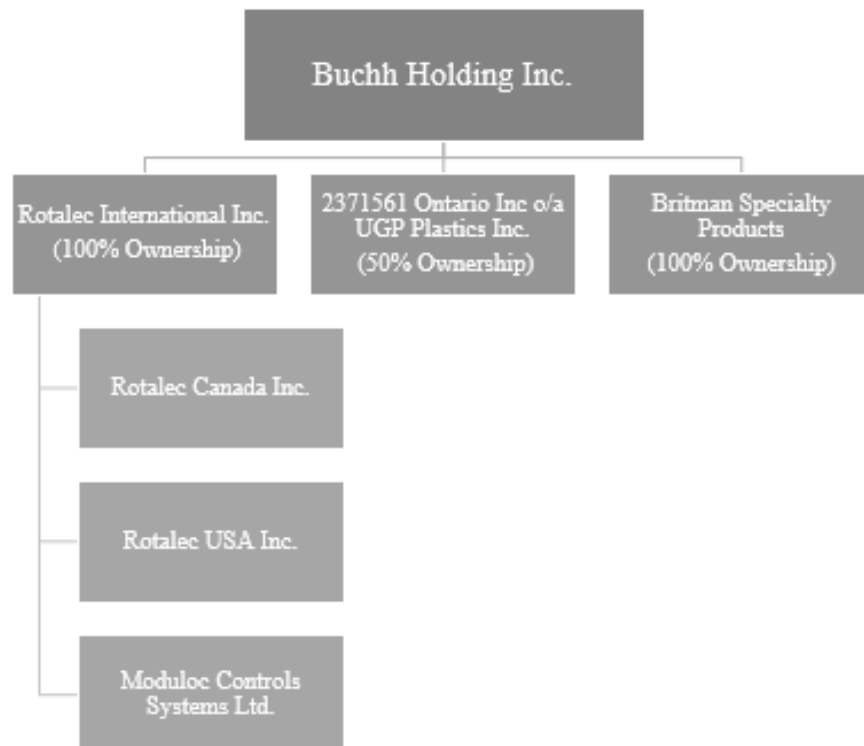 Buchh Holding Inc.
Rotalec International Inc.
(100% Ownership)
2371561 Ontario Inc o/a
UGP Plastics Inc.
(50% Ownership)
Britman Specialty
Products
(100% Ownership)
Rotalec Canada Inc.
Rotalec USA Inc.
Moduloc Controls
Systems Ltd.